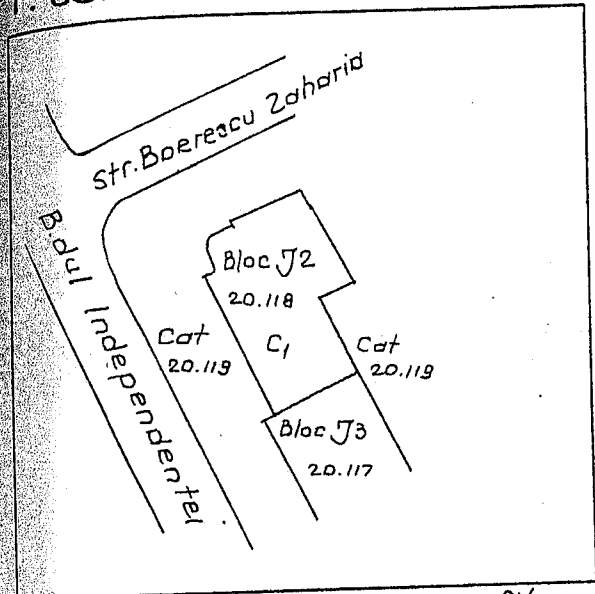 str. Boerescu Zaharia
B.dul Independentei
Bloc J2
20.118
C1
Cat
20.119
Cat
20.119
Bloc J3
20.117